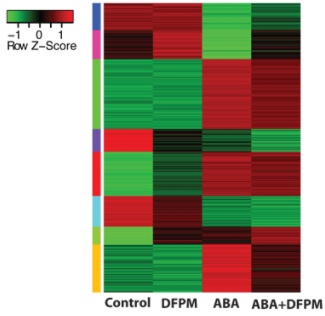 -1 0 1
Row Z-Score
Control DFPM ABA ABA+DFPM